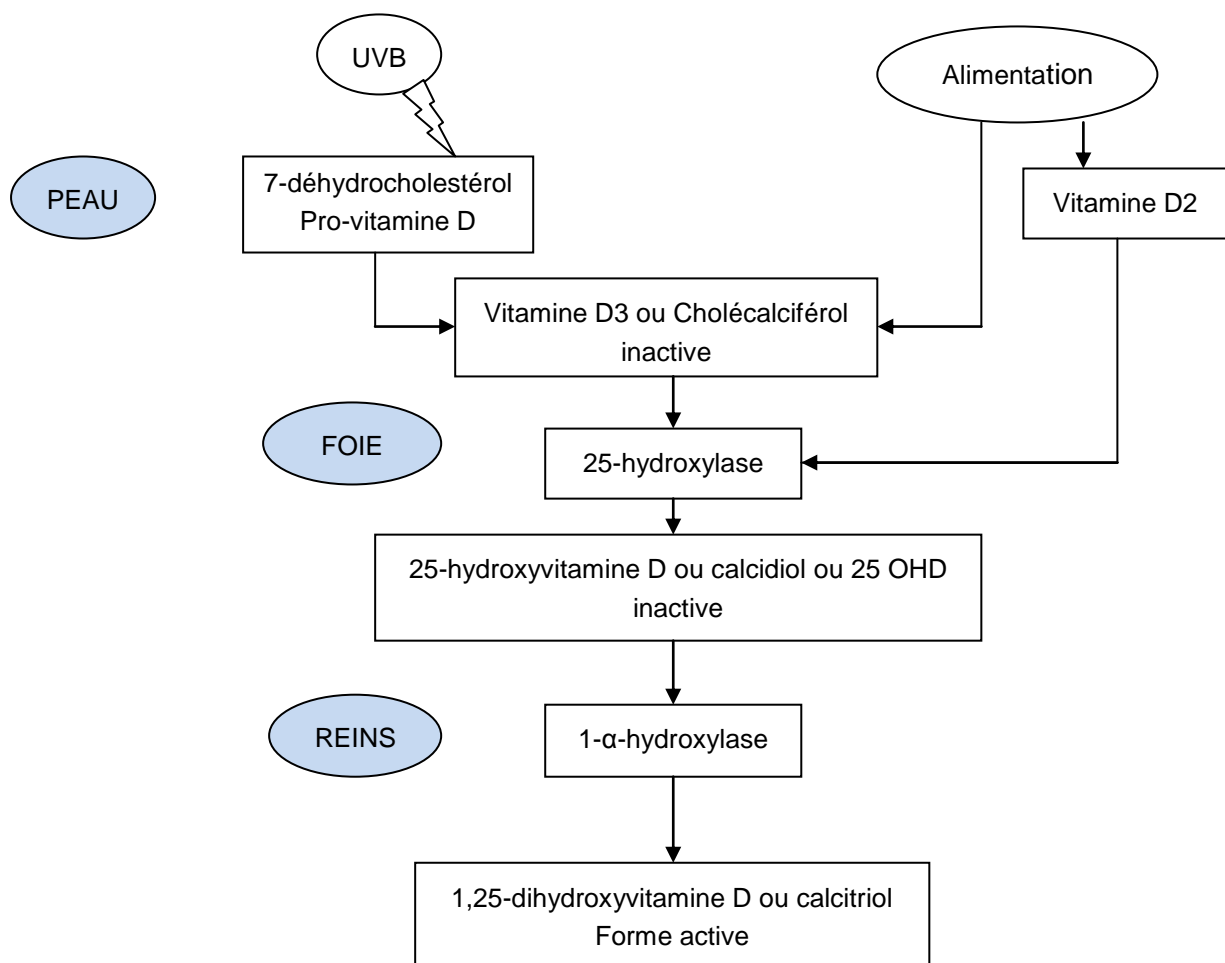 UVB
Alimentation
PEAU
7-déhydrocholestérol
Pro-vitamine D
Vitamine D2
Vitamine D3 ou Cholécalciférol
inactive
FOIE
25-hydroxylase
25-hydroxyvitamine D ou calcidiol ou 25 OHD
inactive
REINS
1-α-hydroxylase
1,25-dihydroxyvitamine D ou calcitriol
Forme active